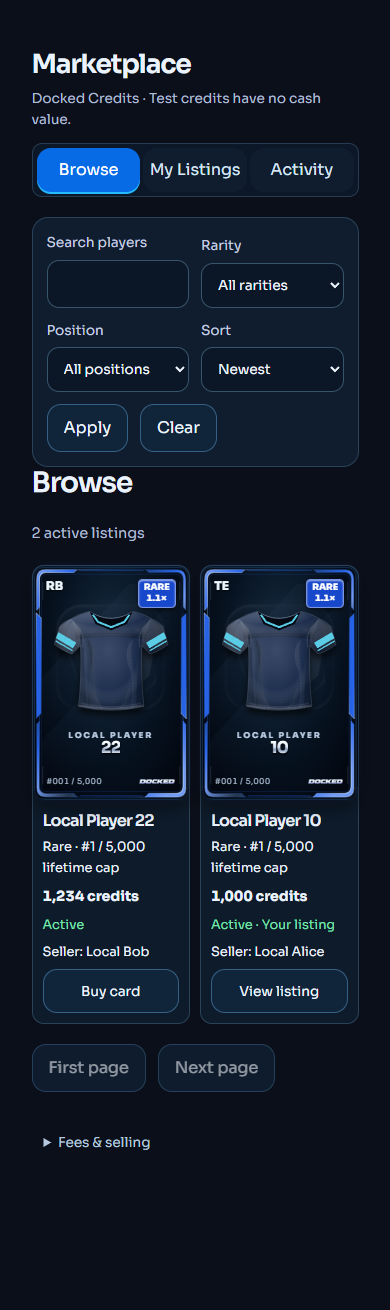 Marketplace
Docked Credits · Test credits have no cash
value.
Browse
My Listings
Activity
Search players
Rarity
All rarities
Position
Sort
All positions
Newest
Apply
Clear
Browse
2 active listings
RB
RARE
1.1×
LOCAL PLAYER
22
#001 / 5,000
DOCKED
Local Player 22
Rare · #1 / 5,000
lifetime cap
1,234 credits
Active
Seller: Local Bob
Buy card
TE
RARE
1.1×
LOCAL PLAYER
10
#001 / 5,000
DOCKED
Local Player 10
Rare · #1 / 5,000
lifetime cap
1,000 credits
Active · Your listing
Seller: Local Alice
View listing
First page
Next page
Fees & selling